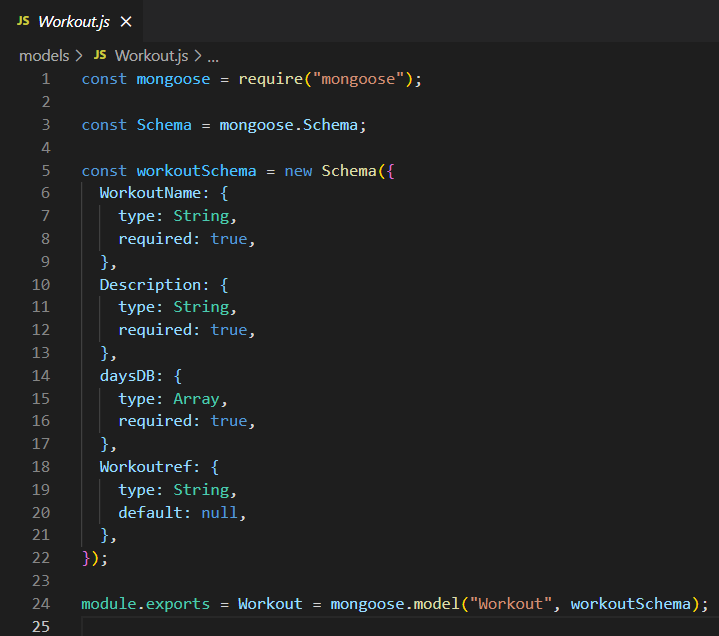 JS Workout.js ×
models > JS Workout.js > ...
1 const mongoose = require("mongoose");
2
3 const Schema = mongoose.Schema;
4
5 const workoutSchema = new Schema({
6   WorkoutName: {
7     type: String,
8     required: true,
9   },
10   Description: {
11     type: String,
12     required: true,
13   },
14   daysDB: {
15     type: Array,
16     required: true,
17   },
18   Workoutref: {
19     type: String,
20     default: null,
21   },
22 });
23
24 module.exports = Workout = mongoose.model("Workout", workoutSchema);
25